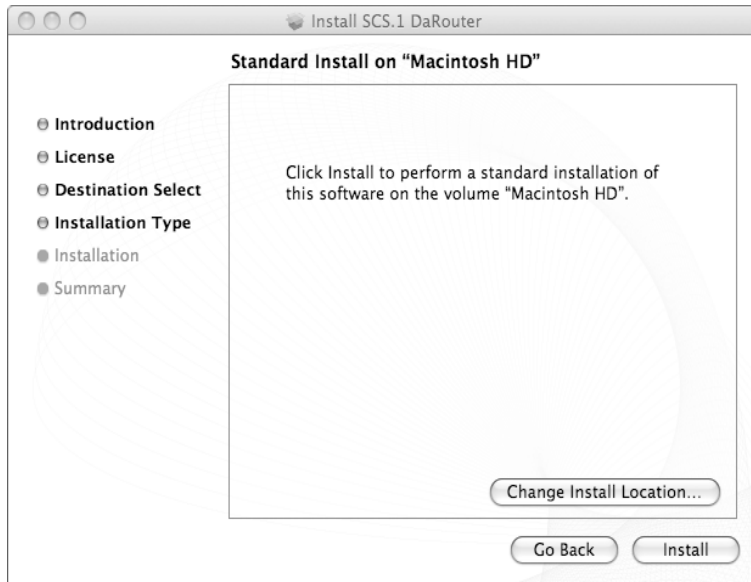 Install SCS.1 DaRouter
Standard Install on “Macintosh HD”
Introduction
License
Destination Select
Installation Type
Installation
Summary
Click Install to perform a standard installation of
this software on the volume “Macintosh HD”.
Change Install Location...
Go Back
Install